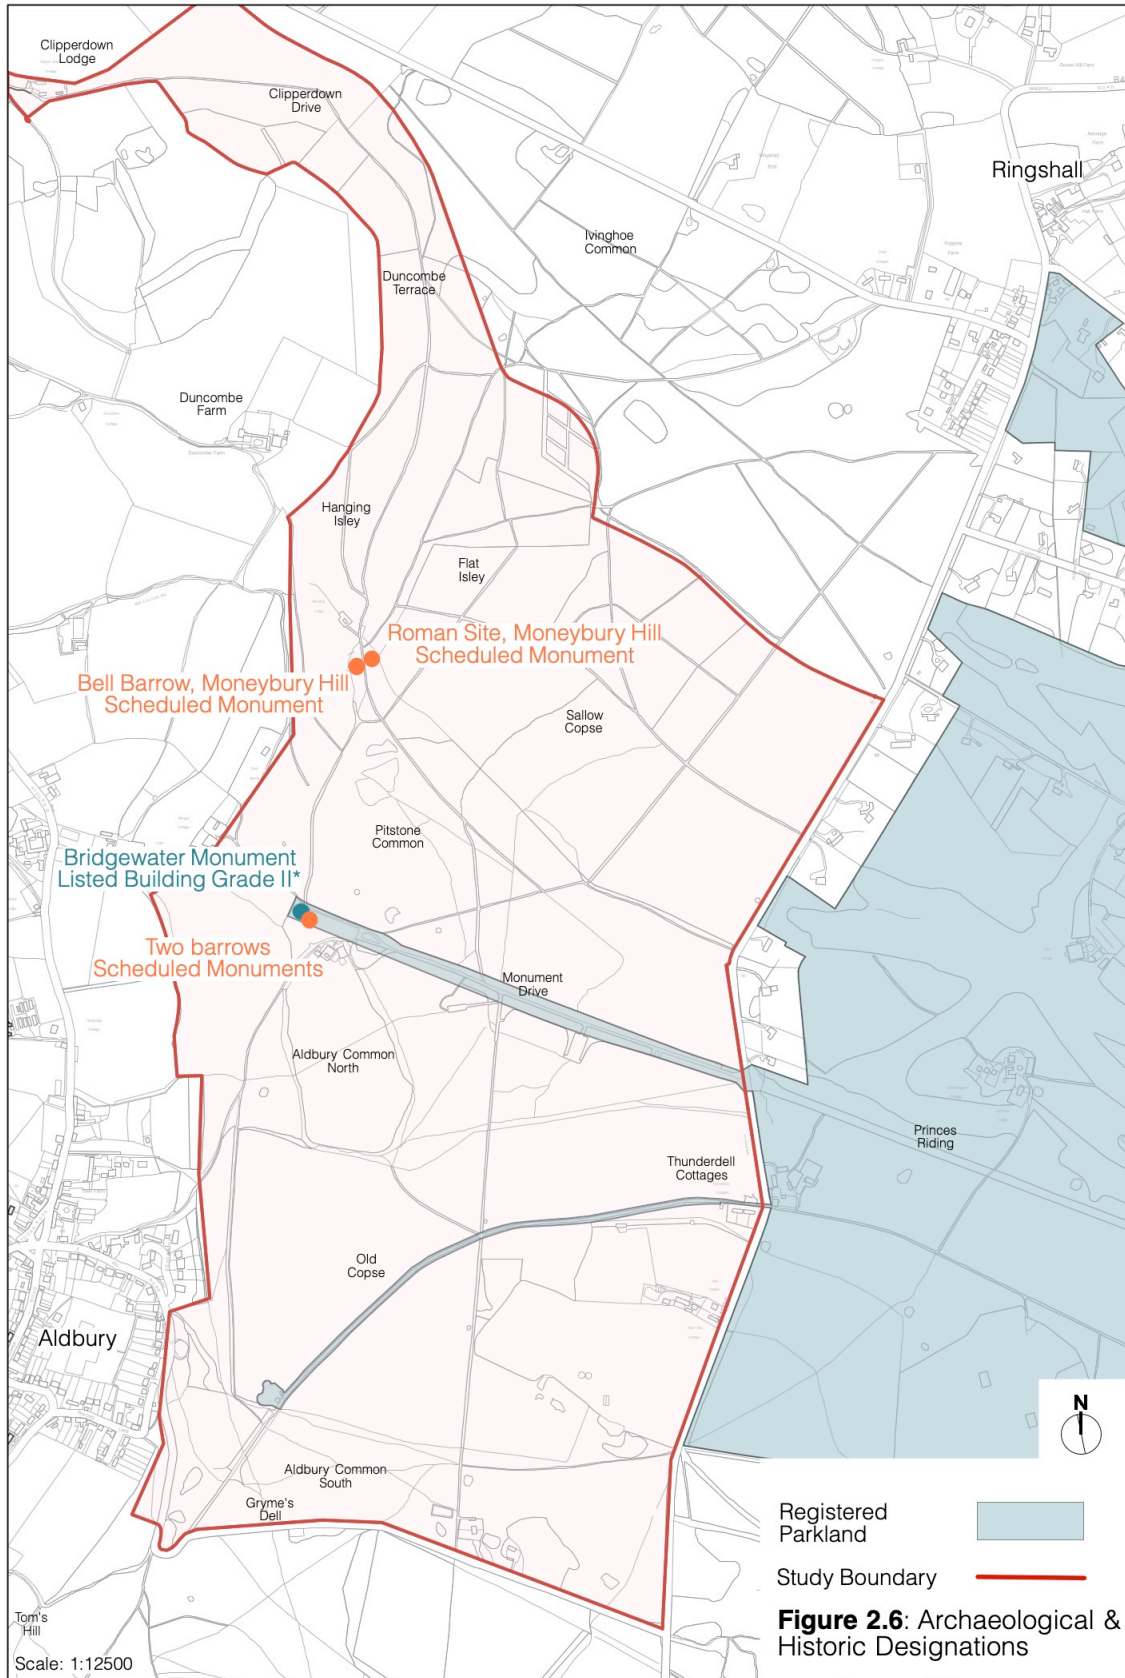 Clipperdown
Lodge
Clipperdown
Drive
Ringshall
Ivinghoe
Common
Duncombe
Terrace
Duncombe
Farm
Duncombe Farm
Hanging
Isley
Flat
Isley
Roman Site, Moneybury Hill
Scheduled Monument
Bell Barrow, Moneybury Hill
Scheduled Monument
Sallow
Copse
Pitstone
Common
Bridgewater Monument
Listed Building Grade II*
Two barrows
Scheduled Monuments
Monument
Drive
Aldbury Common
North
Princes
Riding
Thunderdell
Cottages
Old
Copse
Aldbury
N
Aldbury Common
South
Gryme's
Dell
Registered
Parkland
Study Boundary
Tom's
Hill
Figure 2.6: Archaeological &
Historic Designations
Scale: 1:12500